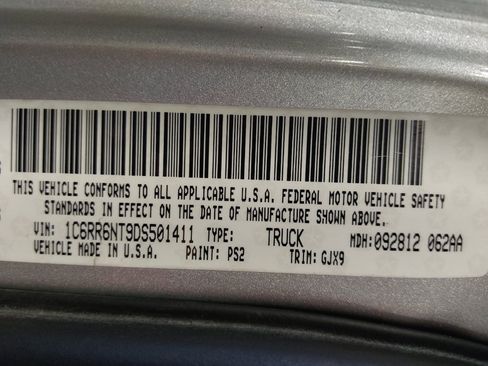 THIS VEHICLE CONFORMS TO ALL APPLICABLE U.S.A. FEDERAL MOTOR VEHICLE SAFETY
STANDARDS IN EFFECT ON THE DATE OF MANUFACTURE SHOWN ABOVE.
VIN: 1C6RR6NT9DS501411 TYPE: TRUCK MDH:092812 062AA
VEHICLE MADE IN U.S.A. PAINT: PS2 TRIM: GJX9